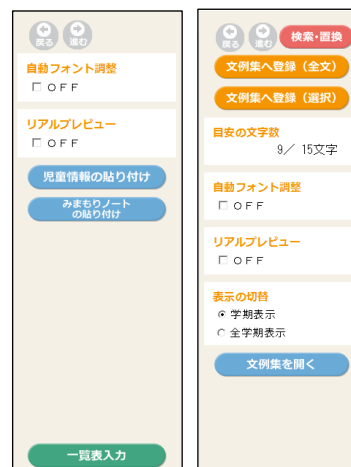 戻る 進む
自動フォント調整
OFF
リアルプレビュー
OFF
児童情報の貼り付け
みまもりノート
の貼り付け
一覧表入力
戻る 進む 検索・置換
文例集へ登録（全文）
文例集へ登録（選択）
目安の文字数
9／ 15文字
自動フォント調整
OFF
リアルプレビュー
OFF
表示の切替
学期表示
全学期表示
文例集を開く